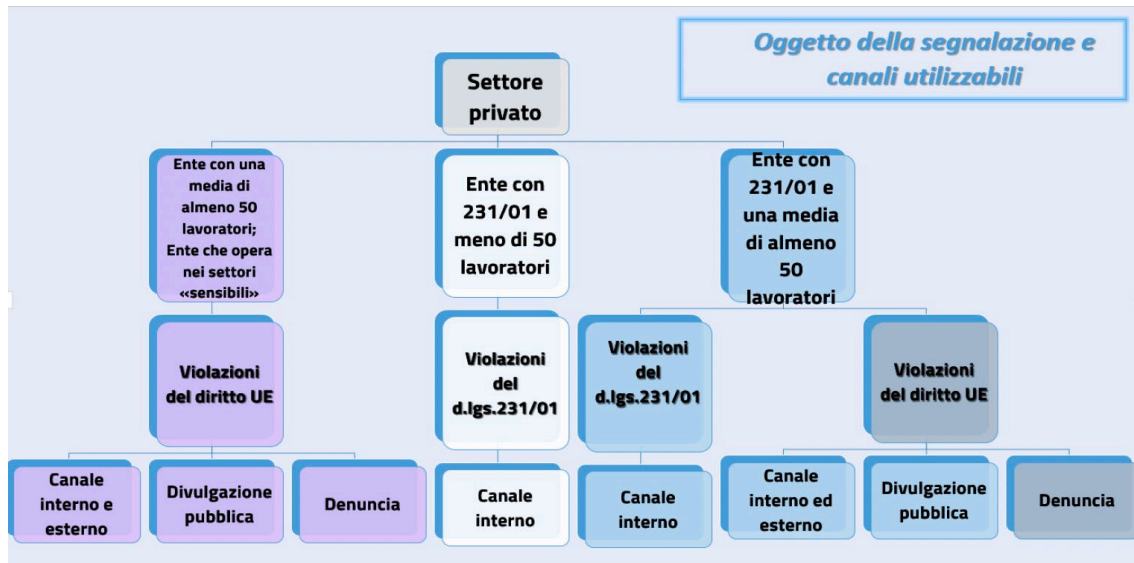 Oggetto della segnalazione e
canali utilizzabili
Settore
privato
Ente con una
media di
almeno 50
lavoratori;
Ente che opera
nei settori
«sensibili»
Ente con
231/01 e
meno di 50
lavoratori
Ente con
231/01 e
una media
di almeno
50
lavoratori
Violazioni
del diritto UE
Violazioni
del
d.lgs.231/01
Violazioni
del
d.lgs.231/01
Violazioni
del diritto UE
Canale
interno e
esterno
Divulgazione
pubblica
Denuncia
Canale
interno
Canale
interno
Canale
interno ed
esterno
Divulgazione
pubblica
Denuncia